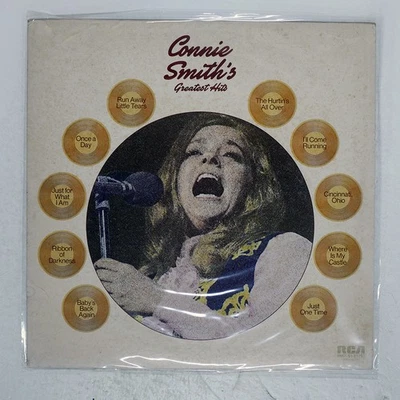 Connie
Smith's
Greatest Hits
Run Away
Little Tears
The Hurtin's
All Over
Once a
Day
I'll Come
Running
Just for
What
I Am
Cincinnati,
Ohio
Ribbon
of
Darkness
Where
Is My
Castle
Baby's
Back
Again
Just
One Time
RCA